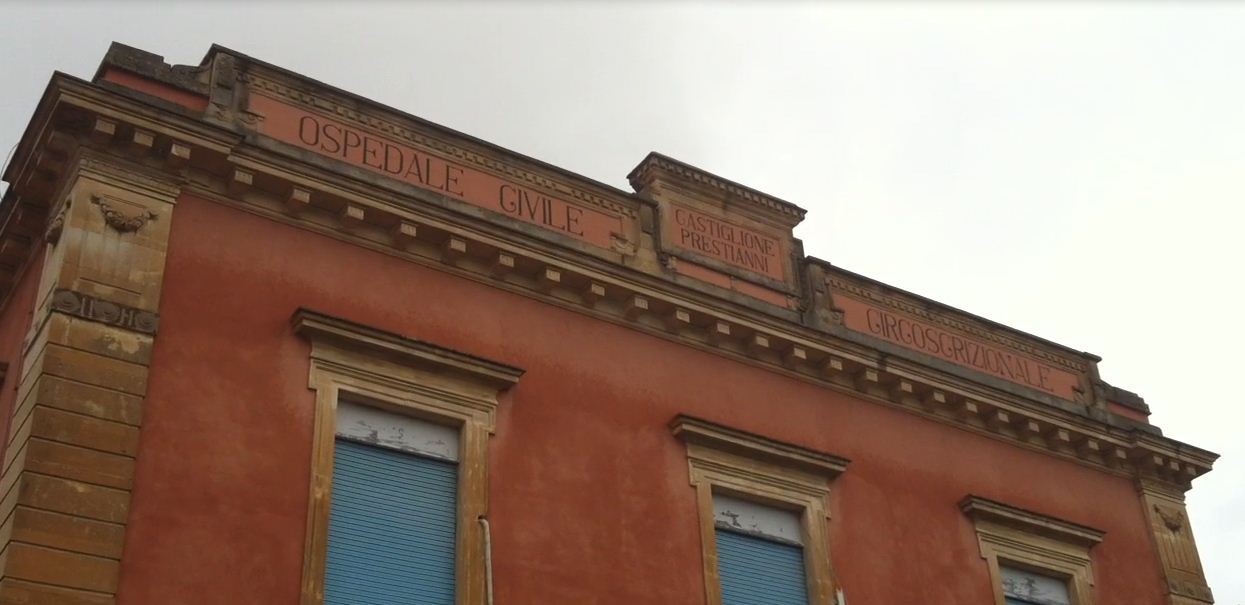 OSPEDALE CIVILE
CASTIGLIONE
PRESTIANNI
CIRCOSCRIZIONALE